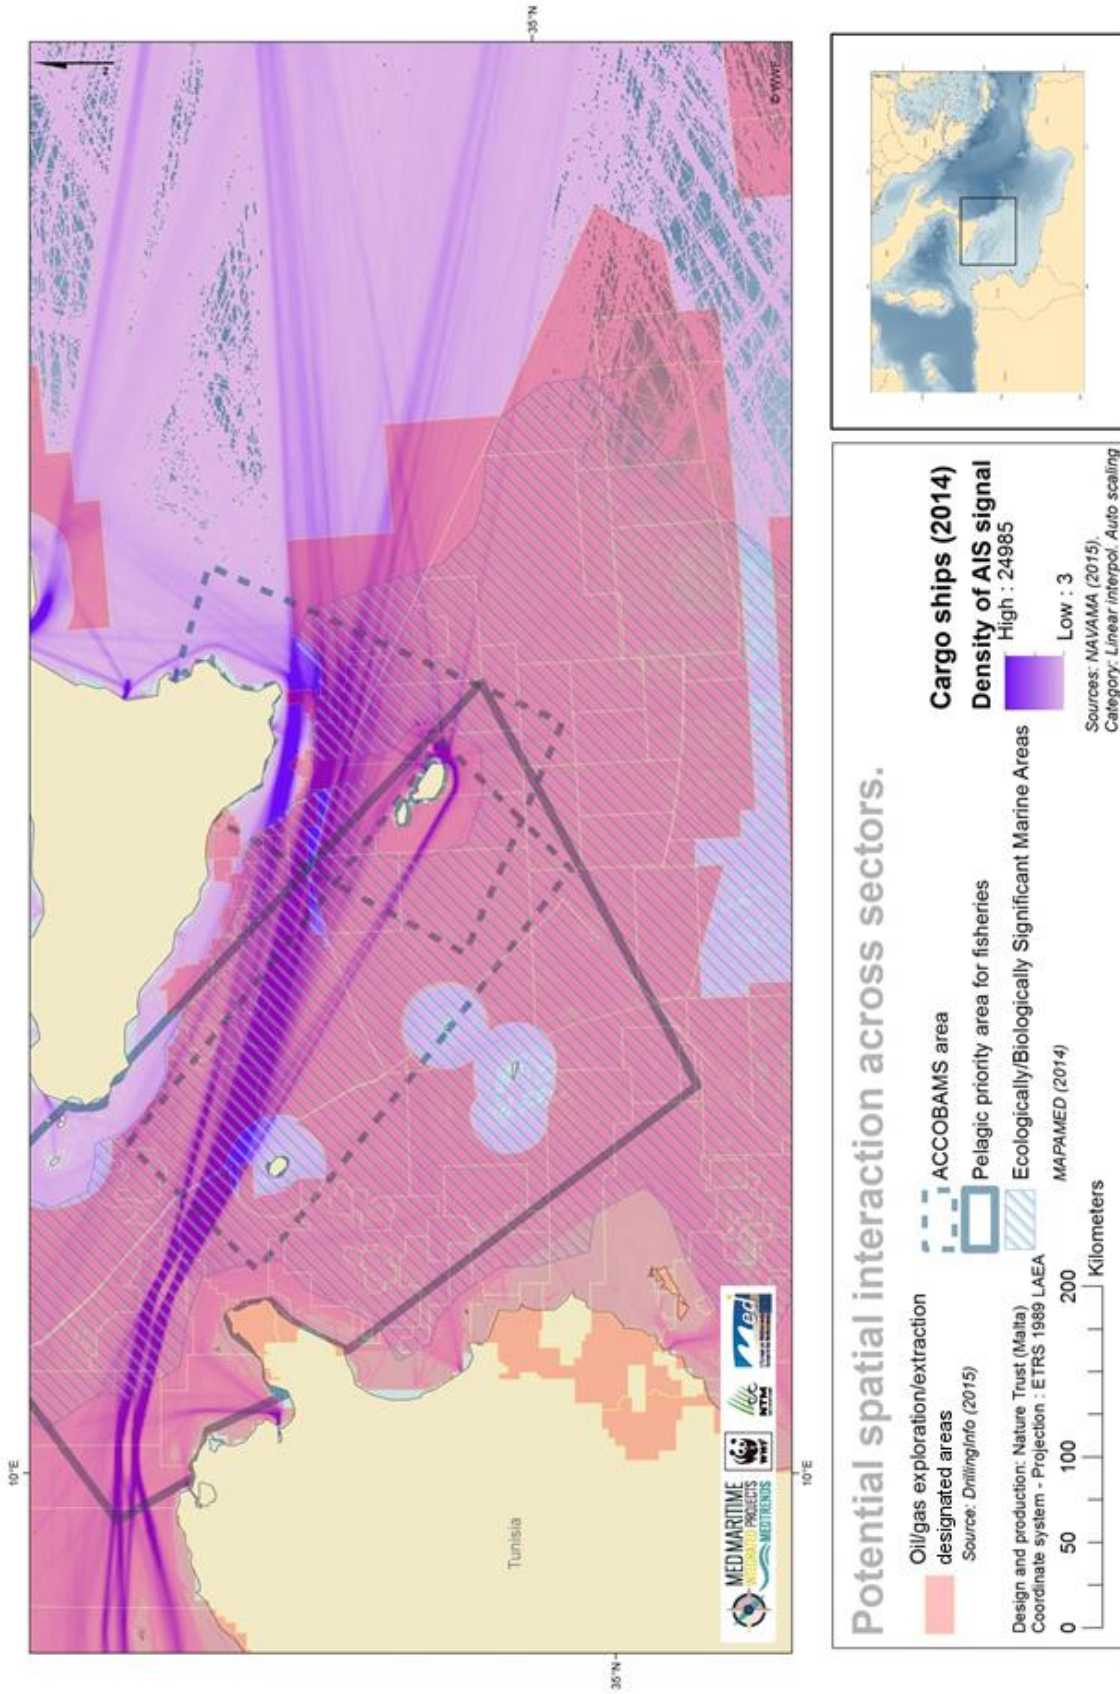 10°E
35°N
N
© WWF
Tunisia
MEDMARITIME
INTEGRATED PROJECTS
MEDTRENDS
WWF
NTM
Med
35°N
10°E
Potential spatial interaction across sectors.
Oil/gas exploration/extraction
designated areas
Source: DrillingInfo (2015)
ACCOBAMS area
Pelagic priority area for fisheries
Ecologically/Biologically Significant Marine Areas
MAPAMED (2014)
Cargo ships (2014)
Density of AIS signal
High : 24985
Low : 3
Sources: NAVAMA (2015).
Category: Linear interpol. Auto scaling
Design and production: Nature Trust (Malta)
Coordinate system - Projection : ETRS 1989 LAEA
0 50 100 200
Kilometers